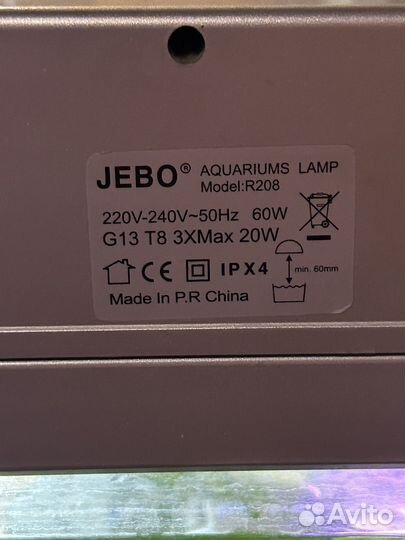 JEBO® AQUARIUMS LAMP
Model:R208
220V-240V~50Hz 60W
G13 T8 3XMax 20W
CE IPX4 min. 60mm
Made In P.R China
Avito